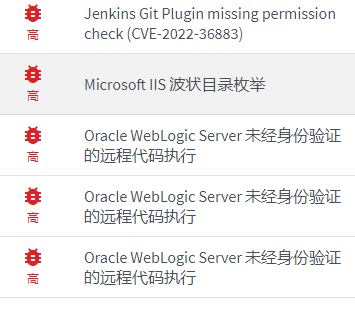 Jenkins Git Plugin missing permission
高
check (CVE-2022-36883)
Microsoft IIS 波状目录枚举
高
Oracle WebLogic Server 未经身份验证
高
的远程代码执行
Oracle WebLogic Server 未经身份验证
高
的远程代码执行
Oracle WebLogic Server 未经身份验证
高
的远程代码执行